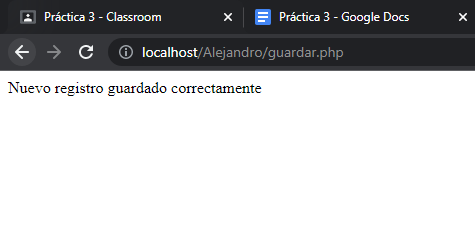 Práctica 3 - Classroom
Práctica 3 - Google Docs
localhost/Alejandro/guardar.php
Nuevo registro guardado correctamente